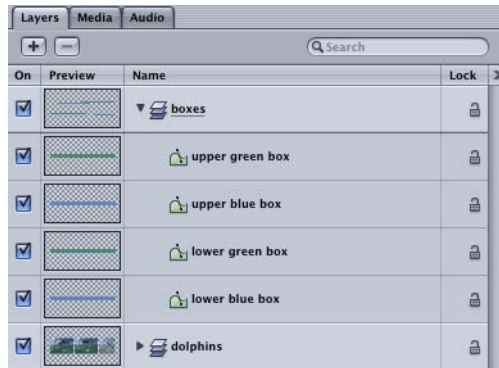 Layers Media Audio
Search
On Preview Name Lock
boxes
upper green box
upper blue box
lower green box
lower blue box
dolphins